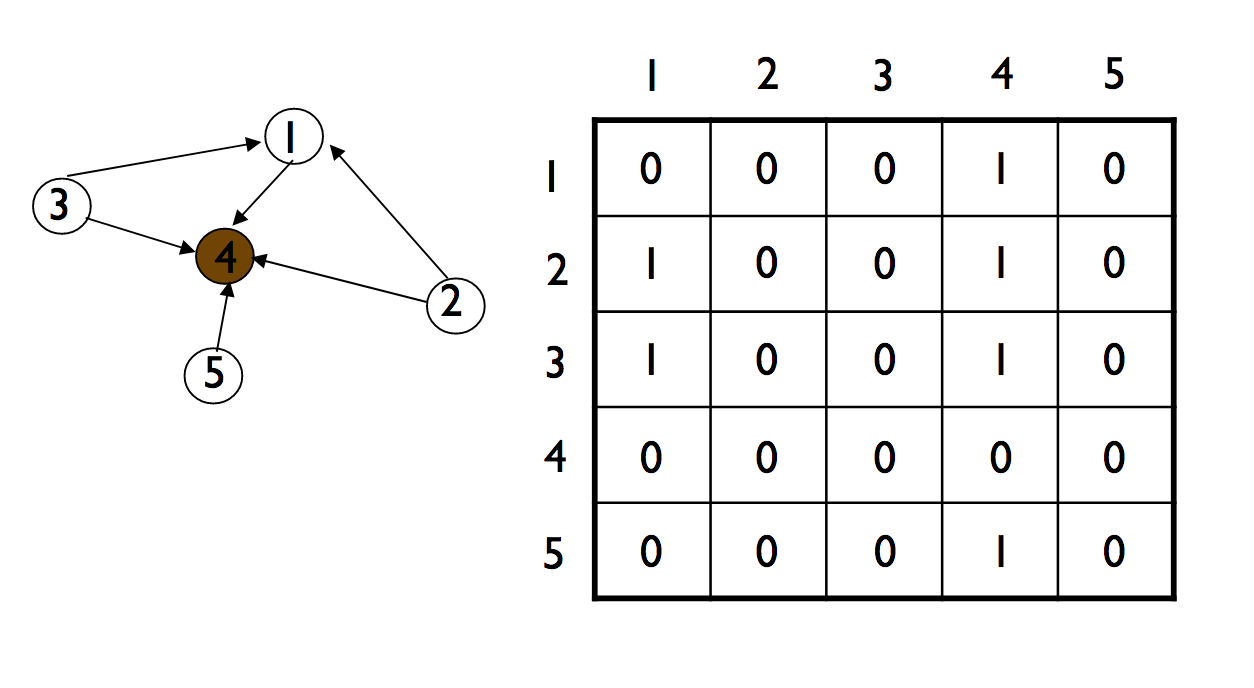 1
3
4
2
5
1 2 3 4 5
1 0 0 0 1 0
2 1 0 0 1 0
3 1 0 0 1 0
4 0 0 0 0 0
5 0 0 0 1 0